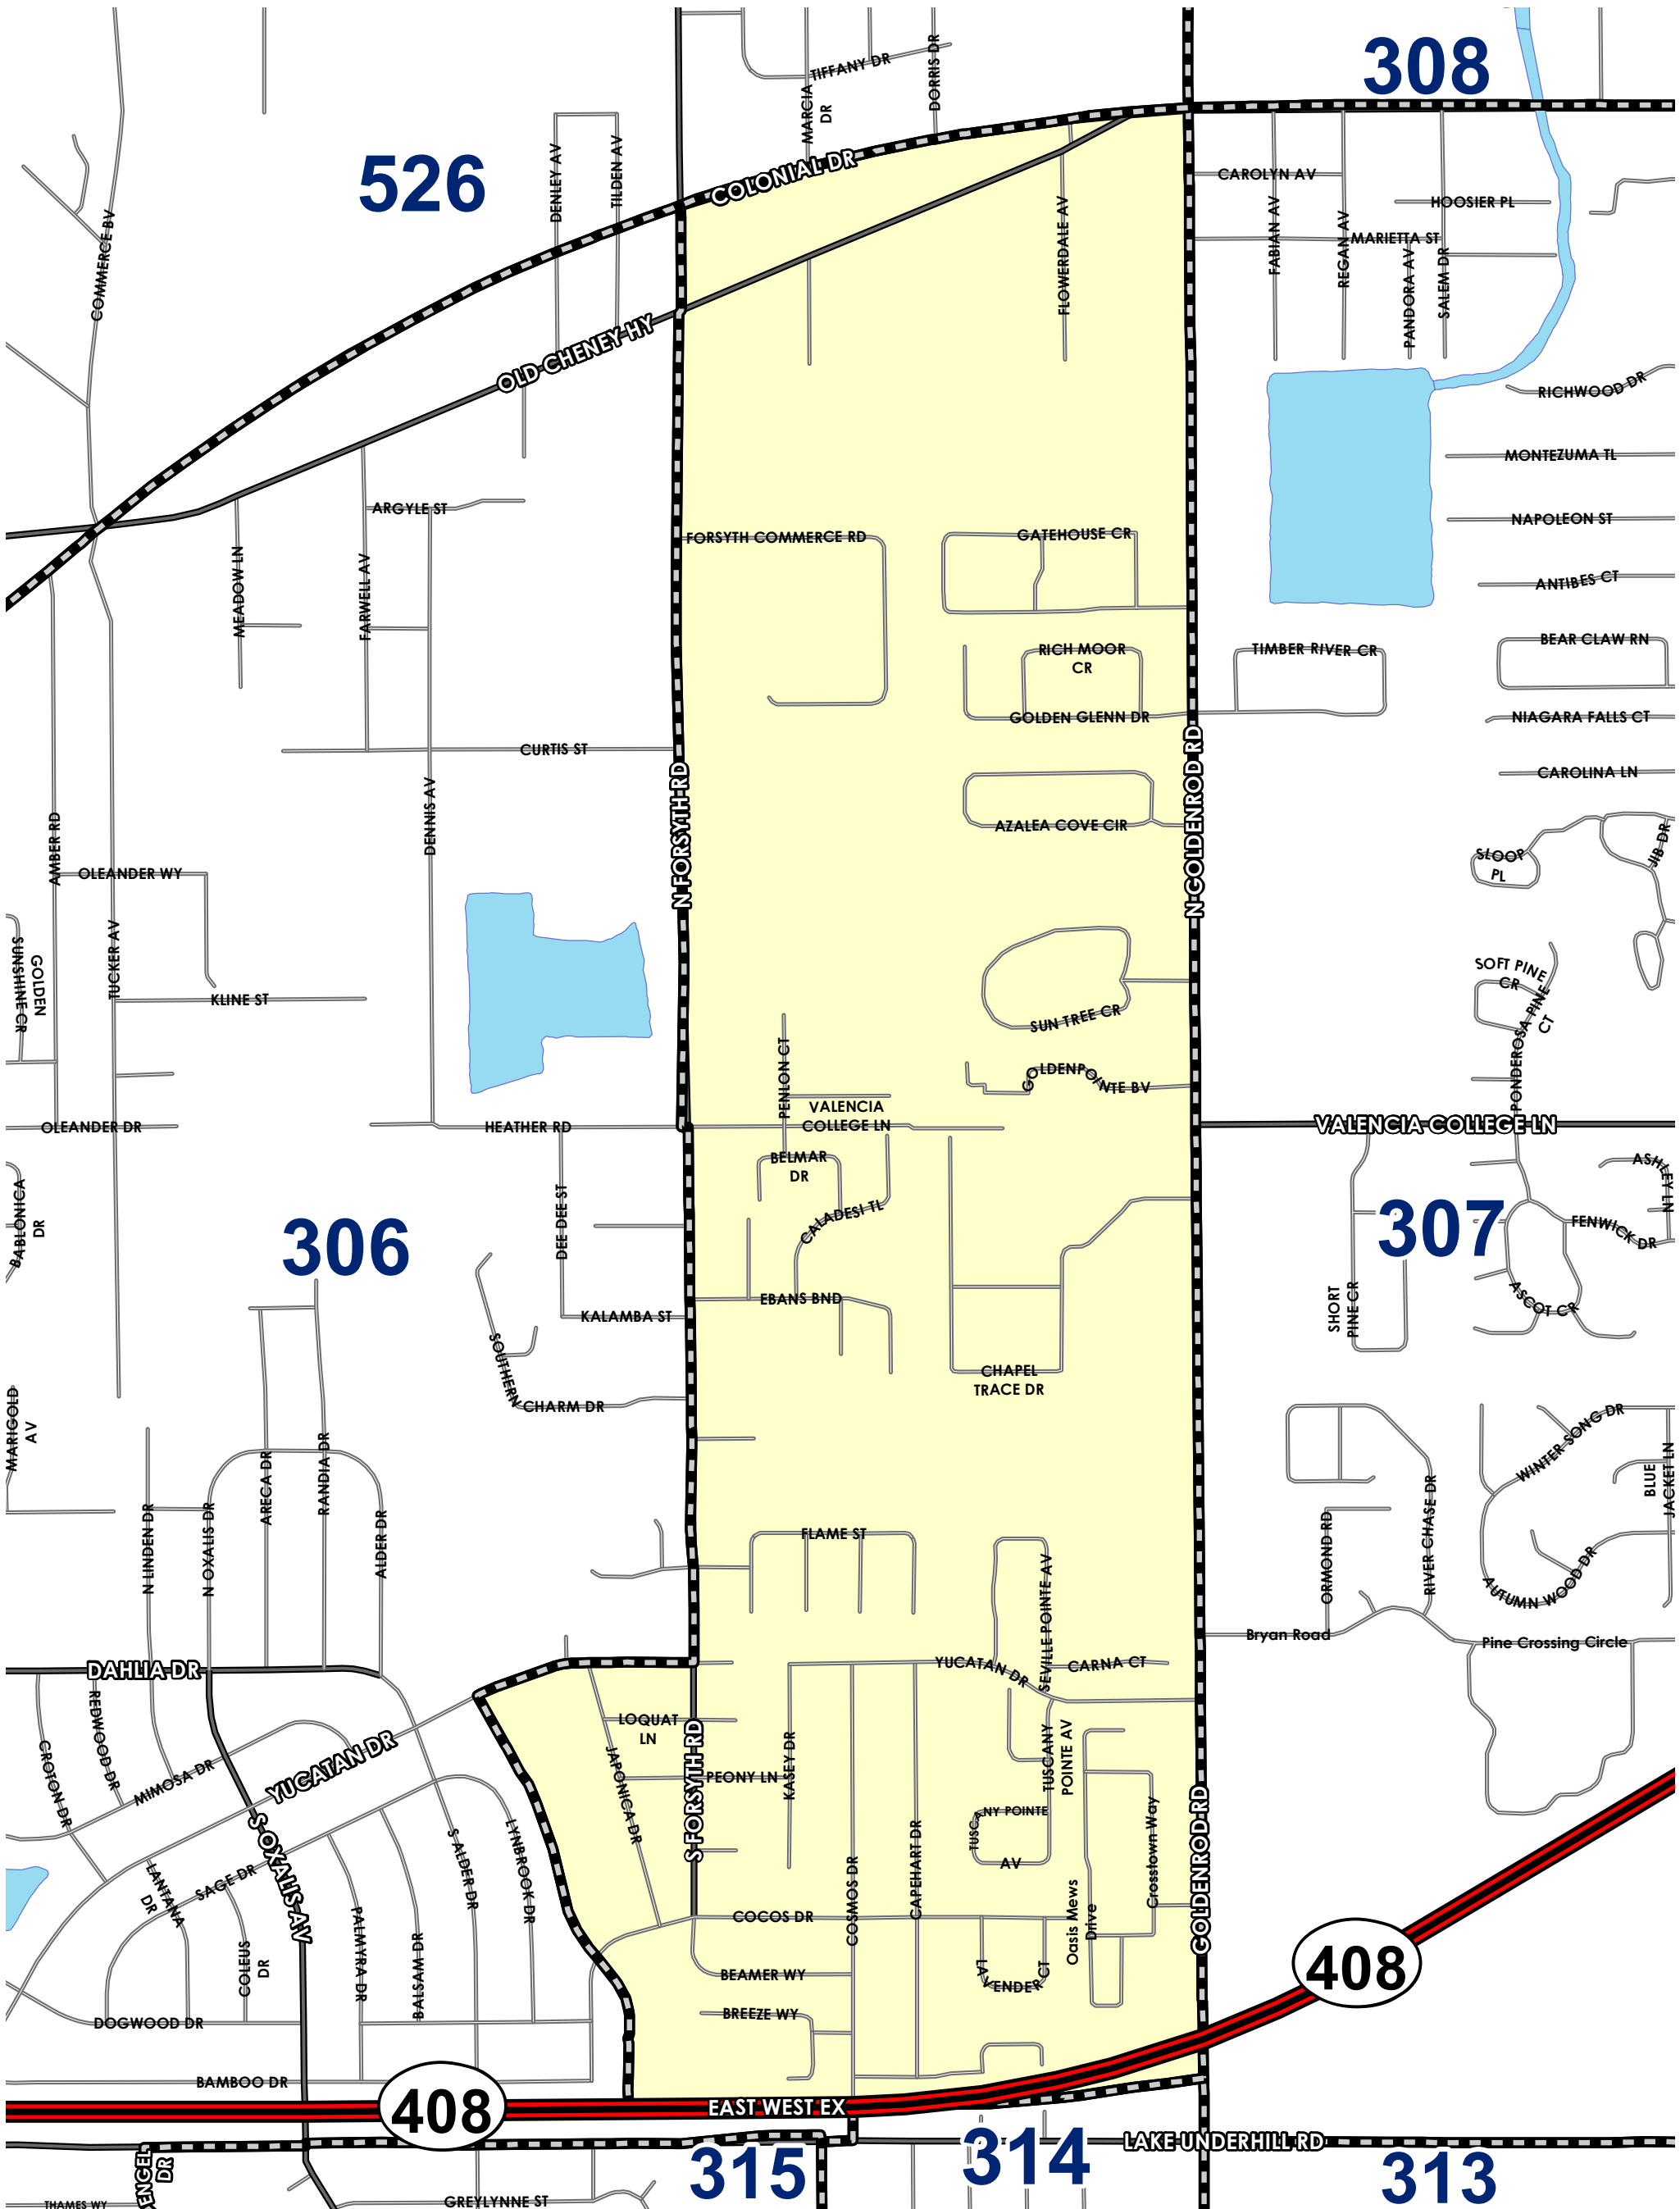 308
526
TIFFANY DR
DORRIS DR
MARCIA
DR
COLONIAL DR
DENLEY AV
TILDEN AV
COMMERCE BV
OLD CHENEY HY
FLOWERDALE AV
CAROLYN AV
HOOSIER PL
MARIETTA ST
FABIAN AV
REGAN AV
PANDORA AV
SALEM DR
RICHWOOD DR
MONTEZUMA TL
NAPOLEON ST
ANTIBES CT
BEAR CLAW RN
NIAGARA FALLS CT
CAROLINA LN
ARGYLE ST
MEADOW LN
FARWELL AV
FORSYTH COMMERCE RD
GATEHOUSE CR
RICH MOOR
CR
TIMBER RIVER CR
GOLDEN GLENN DR
CURTIS ST
N FORSYTH RD
N GOLDENROD RD
AZALEA COVE CIR
DENNIS AV
AMBER RD
OLEANDER WY
TUCKER AV
GOLDEN
SUNSHINE CR
KLINE ST
SLOOP
PL
JIB DR
SOFT PINE
CR
PONDEROSA PINE
CT
SUN TREE CR
GOLDENPOINTE BV
PENLON CT
VALENCIA
COLLEGE LN
VALENCIA COLLEGE LN
OLEANDER DR
HEATHER RD
BELMAR
DR
CALADESI TL
DEE DEE ST
BABLONICA
DR
306
307
ASHLEY LN
FENWICK DR
ASCOT CR
SHORT
PINE CR
EBANS BND
KALAMBA ST
SOUTHERN
CHARM DR
CHAPEL
TRACE DR
MARIGOLD
AV
WINTER SONG DR
BLUE
JACKET LN
N LINDEN DR
N OXALIS DR
ARECA DR
RANDIA DR
ALDER DR
FLAME ST
SEVILLE POINTE AV
ORMOND RD
RIVER CHASE DR
AUTUMN WOOD DR
Bryan Road
Pine Crossing Circle
DAHLIA DR
YUCATAN DR
CARNA CT
REDWOOD DR
CROTON DR
MIMOSA DR
YUCATAN DR
LOQUAT
LN
JAPONICA DR
S FORSYTH RD
PEONY LN
KASEY DR
TUSCANY
POINTE AV
TUSCANY POINTE
AV
Crosstown Way
GOLDENROD RD
S OXALIS AV
SAGE DR
LANTANA
DR
S ALDER DR
LYNBROOK DR
COSMOS DR
CAPEHART DR
COCOS DR
Oasis Mews
Drive
LAVENDER CT
COLEUS
DR
PALMYRA DR
BALSAM DR
BEAMER WY
BREEZE WY
DOGWOOD DR
BAMBOO DR
408
408
EAST WEST EX
LAKE UNDERHILL RD
315
314
313
ENGEL
DR
THAMES WY
GREYLYNNE ST